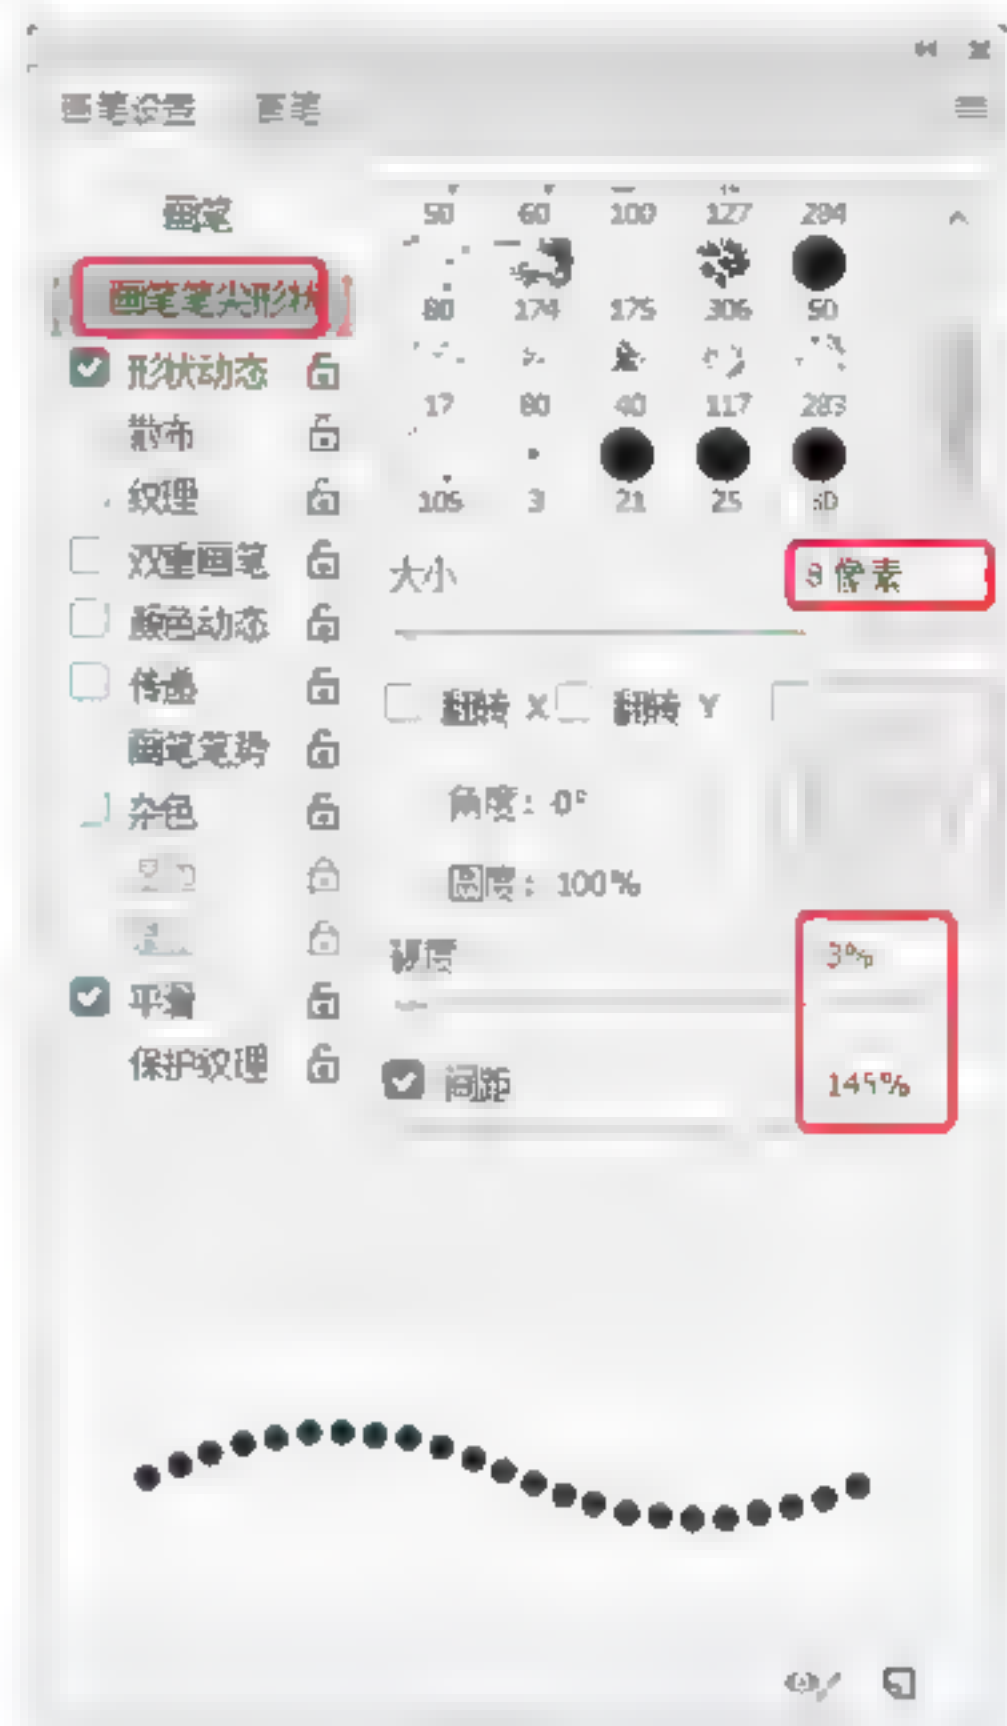 画笔设置 画笔
画笔
50 60 100 127 284
画笔笔尖形状
80 174 175 306 50
形状动态
17 80 40 117 283
散布
纹理
105 3 21 25
双重画笔
大小 像素
颜色动态
传递
翻转 X 翻转 Y
画笔笔势
杂色
角度: 0°
圆度: 100%
硬度 3%
平滑
保护纹理
间距